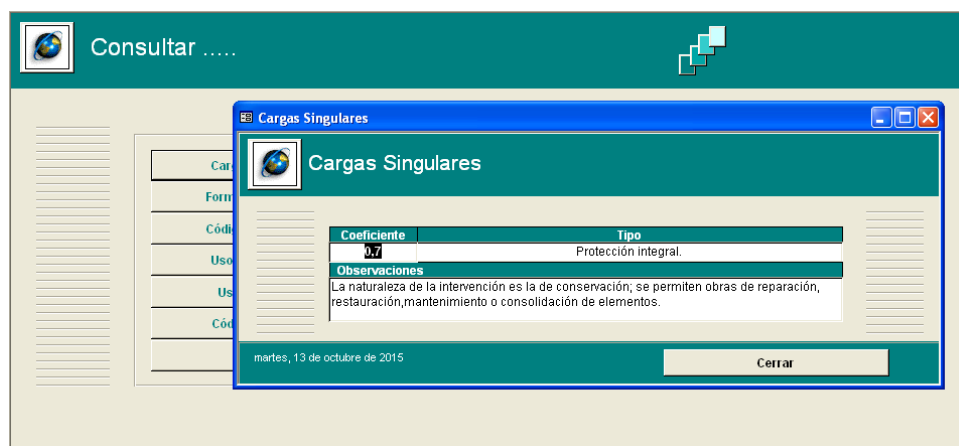 Consultar .....
Cargas Singulares
Cargas Singulares
Coeficiente Tipo
0,7 Protección integral.
Observaciones
La naturaleza de la intervención es la de conservación; se permiten obras de reparación,
restauración,mantenimiento o consolidación de elementos.
martes, 13 de octubre de 2015 Cerrar